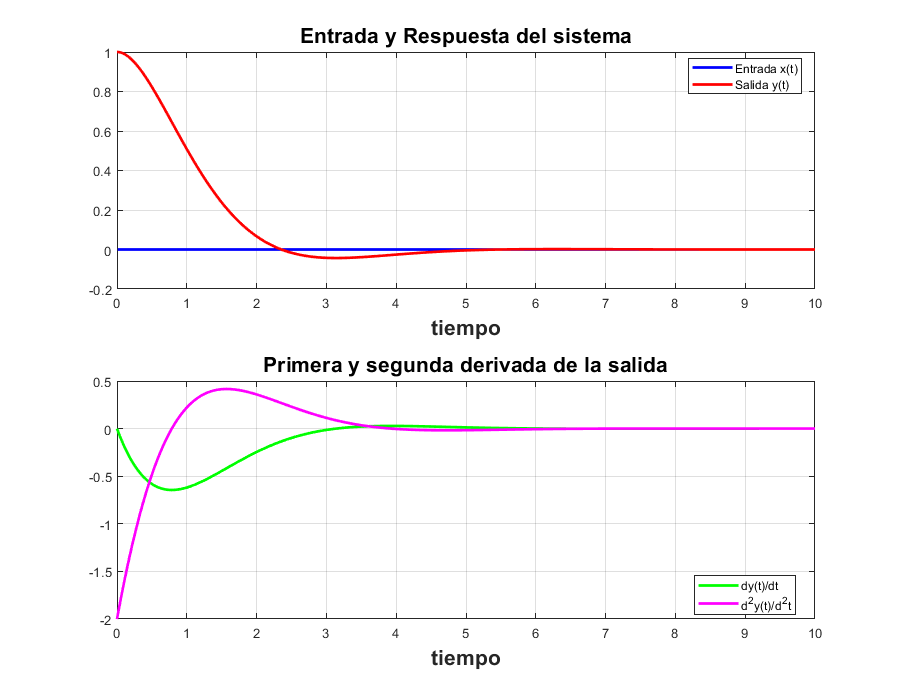 Entrada y Respuesta del sistema
1
0.8
0.6
0.4
0.2
0
-0.2
Entrada x(t)
Salida y(t)
0 1 2 3 4 5 6 7 8 9 10
tiempo
Primera y segunda derivada de la salida
0.5
0
-0.5
-1
-1.5
-2
dy(t)/dt
d²y(t)/d²t
0 1 2 3 4 5 6 7 8 9 10
tiempo